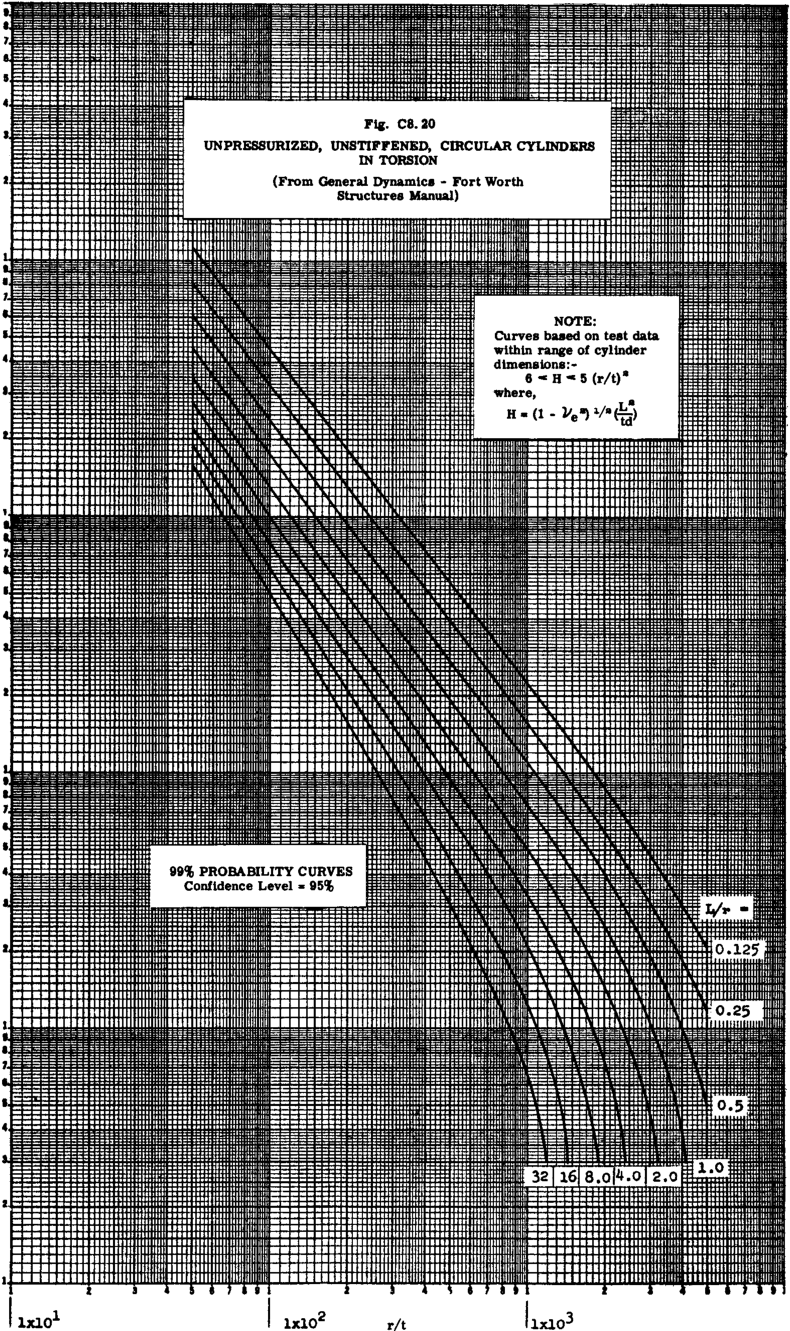 Fig. C8.20
UNPRESSURIZED, UNSTIFFENED, CIRCULAR CYLINDERS
IN TORSION
(From General Dynamics - Fort Worth
Structures Manual)
NOTE:
Curves based on test data
within range of cylinder
dimensions:-
6 < H < 5 (r/t)²
where,
H = (1 - νe²) 1/2 (L²/td)
99% PROBABILITY CURVES
Confidence Level = 95%
L/r =
0.125
0.25
0.5
1.0
32 16 8.0 4.0 2.0
1x10¹ 1x10² r/t 1x10³